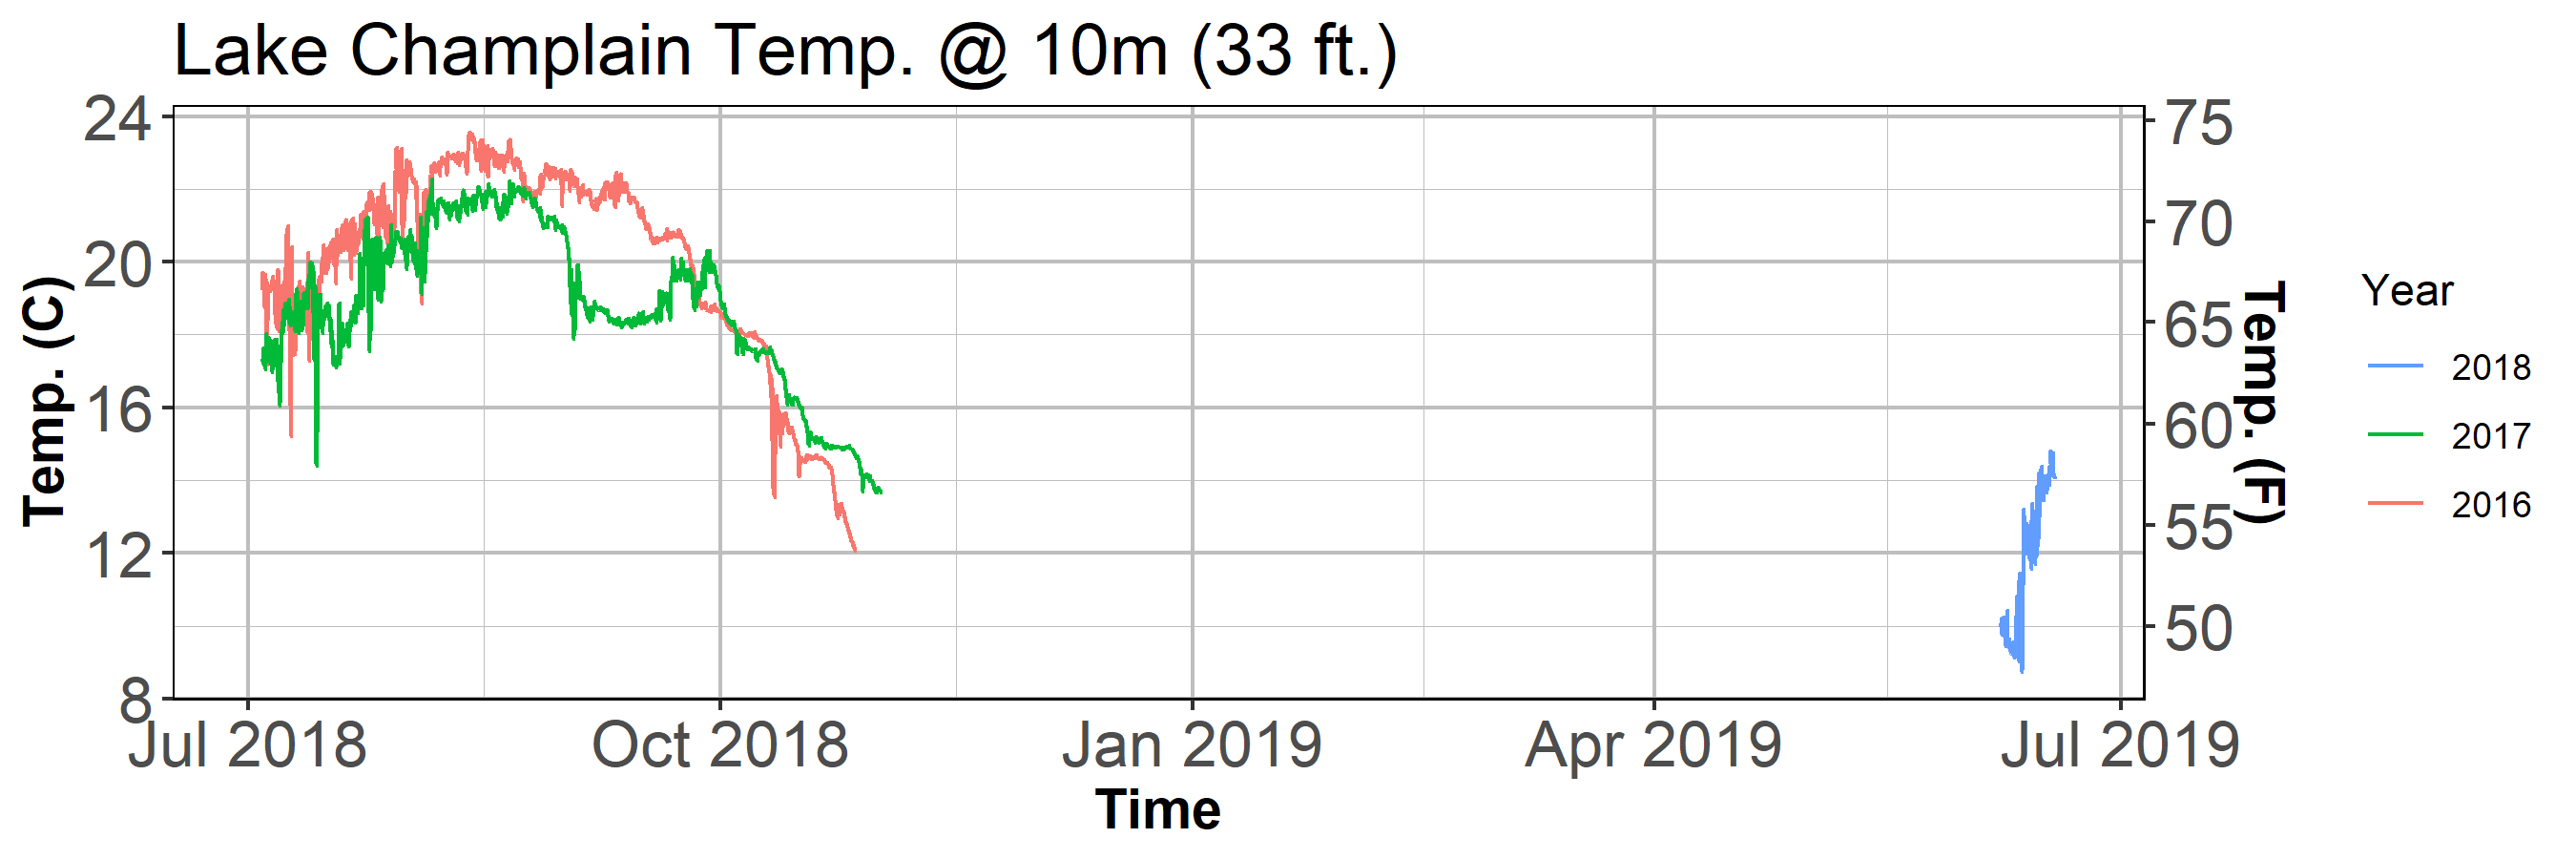 Lake Champlain Temp. @ 10m (33 ft.)
24
20
16
12
8
Temp. (C)
75
70
65
60
55
50
Temp. (F)
Jul 2018
Oct 2018
Jan 2019
Apr 2019
Jul 2019
Time
Year
2018
2017
2016